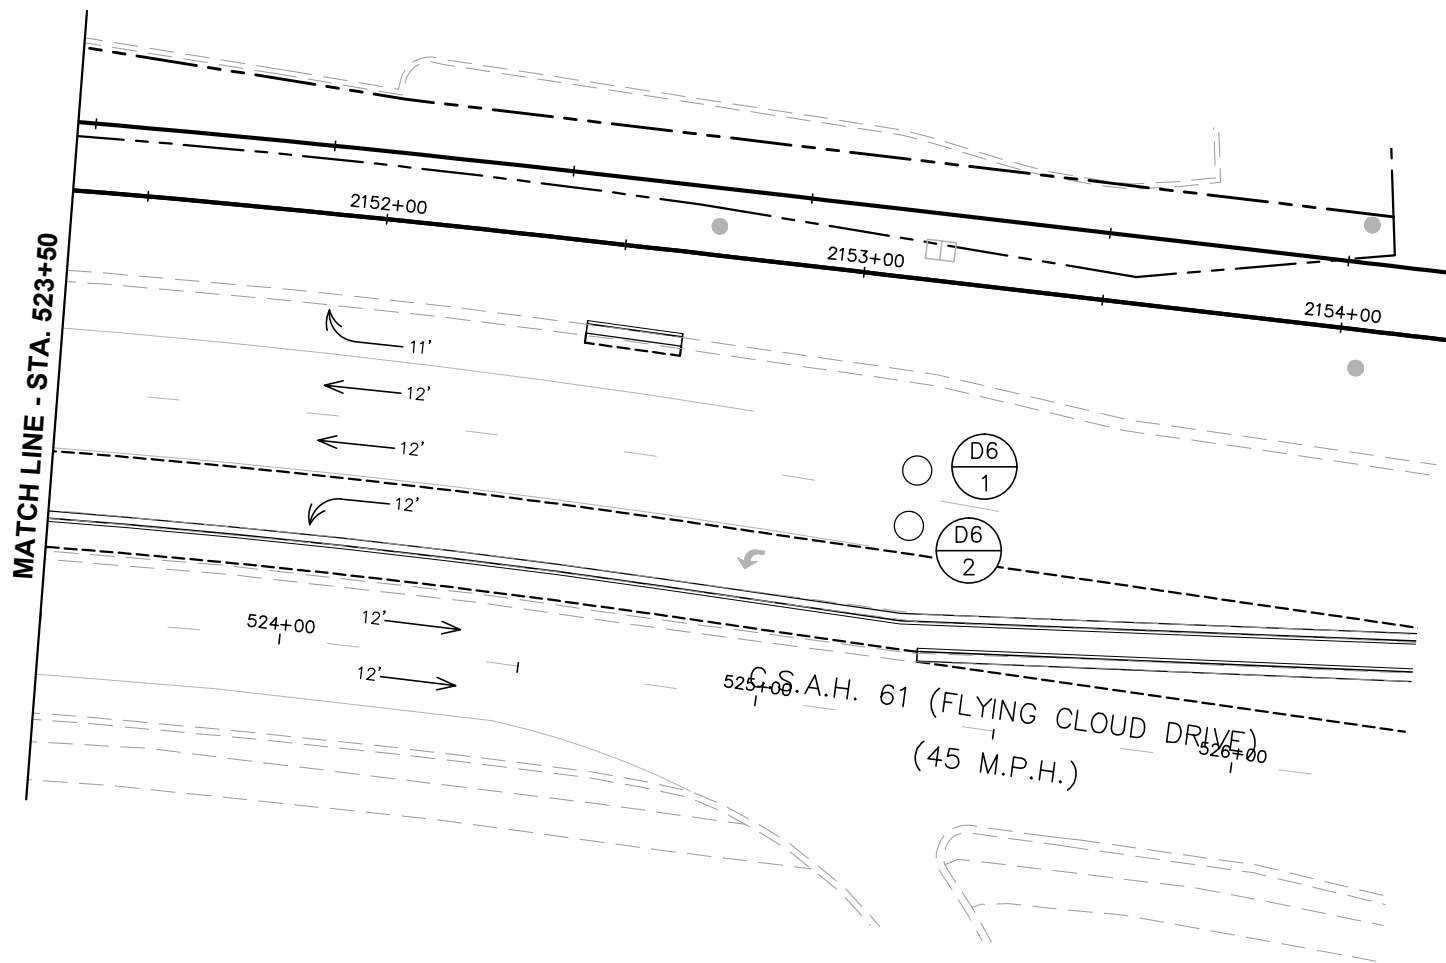 2152+00
2153+00
2154+00
MATCH LINE - STA. 523+50
11'
12'
12'
12'
D6
1
D6
2
12'
524+00
12'
525+00
C.S.A.H. 61 (FLYING CLOUD DRIVE)
526+00
(45 M.P.H.)